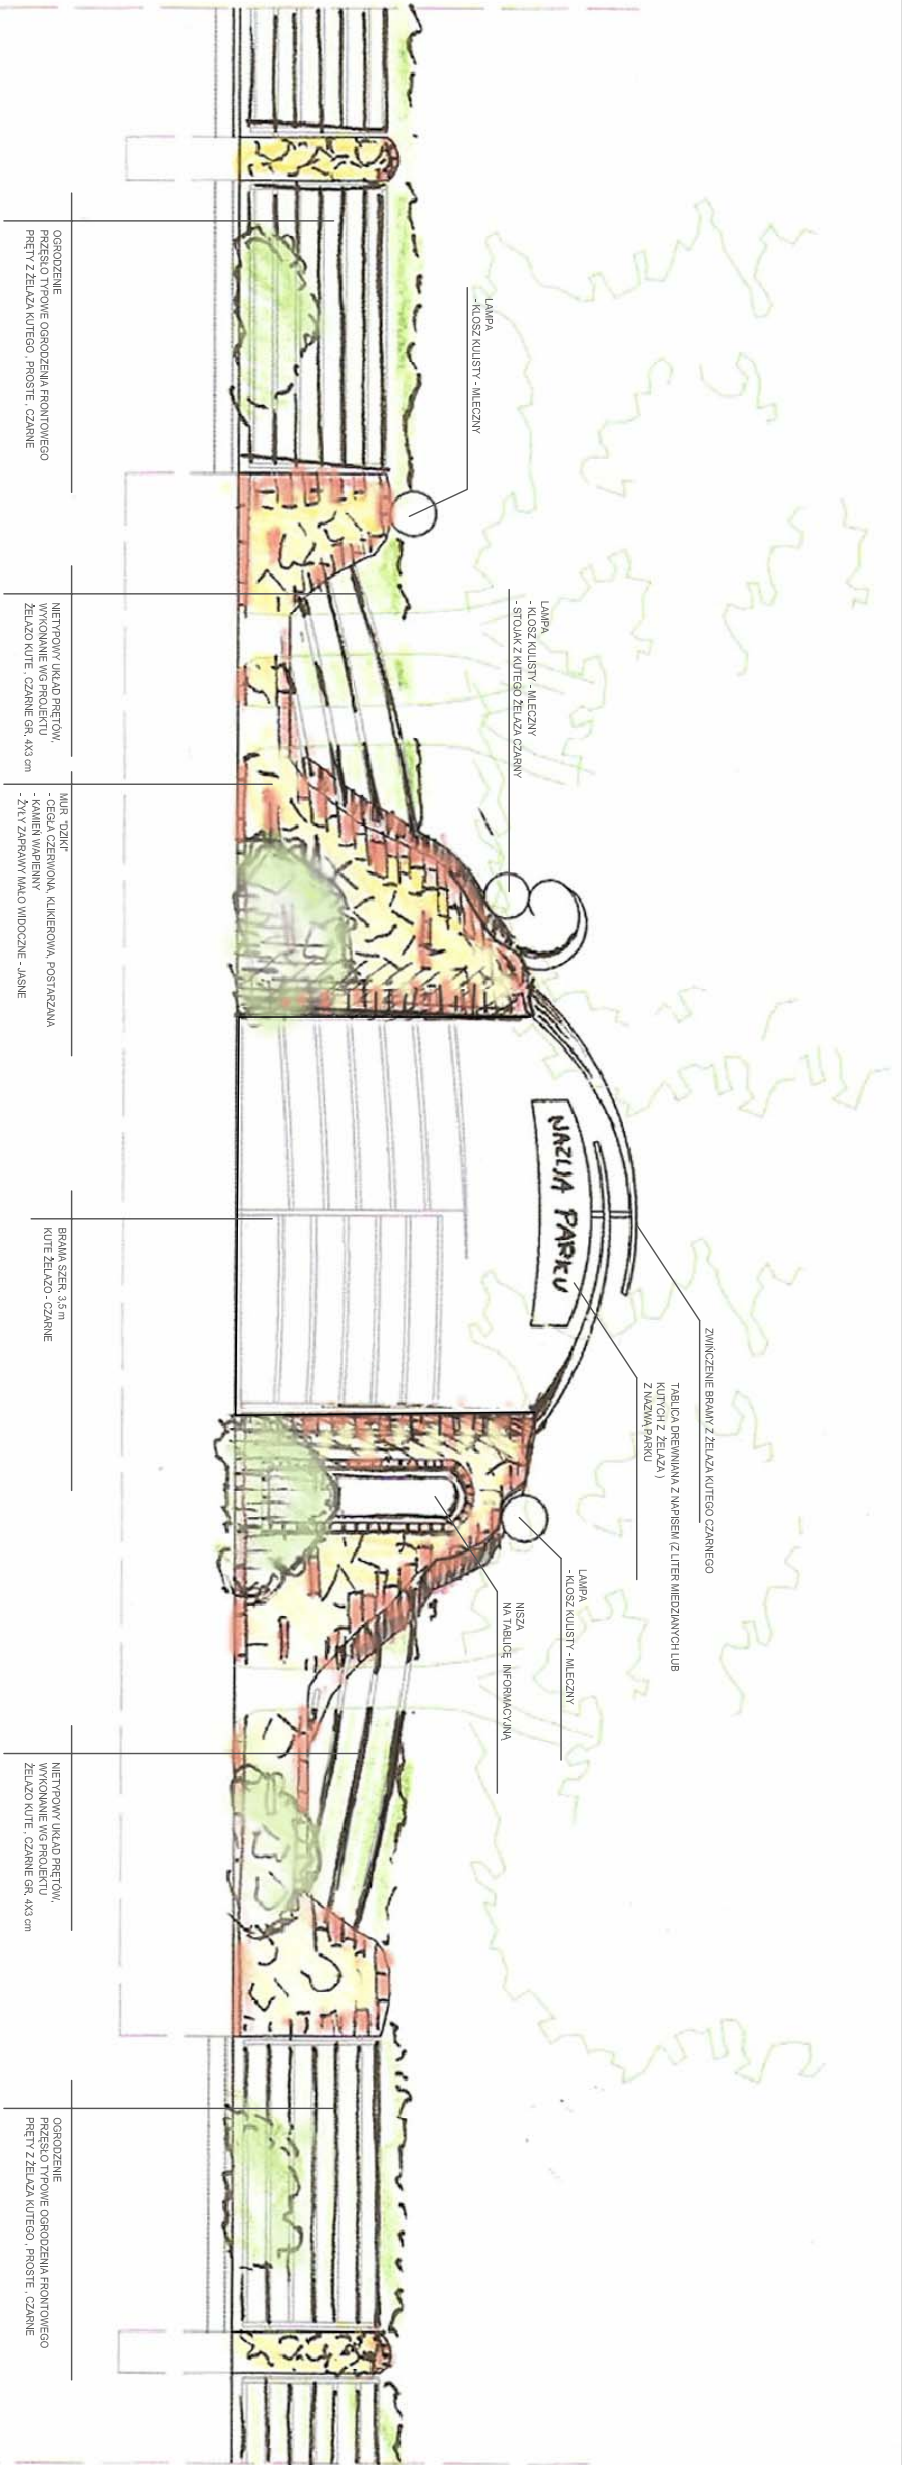 ZWIŃCZENIE BRAMY Z ŻELAZA KUTEGO CZARNEGO
TABLICA DREWNIANA Z NAPISEM (Z LITER MIEDZIANYCH LUB
KUTYCH Z ŻELAZA )
Z NAZWĄ PARKU
LAMPA
- KLOSZ KULISTY - MLECZNY
LAMPA
- KLOSZ KULISTY - MLECZNY
- STOJAK Z KUTEGO ŻELAZA CZARNY
NAZWA PARKU
LAMPA
- KLOSZ KULISTY - MLECZNY
NISZA
NA TABLICĘ INFORMACYJNĄ
OGRODZENIE
PRZĘSŁO TYPOWE OGRODZENIA FRONTOWEGO
PRĘTY Z ŻELAZA KUTEGO , PROSTE , CZARNE
NIETYPOWY UKŁAD PRĘTÓW,
WYKONANIE WG PROJEKTU
ŻELAZO KUTE , CZARNE GR. 4X3 cm
MUR "DZIKI"
- CEGŁA CZERWONA, KLIKIEROWA, POSTARZANA
- KAMIEŃ WAPIENNY
- ŻYŁY ZAPRAWY MAŁO WIDOCZNE - JASNE
BRAMA SZER. 3,5 m
KUTE ŻELAZO - CZARNE
NIETYPOWY UKŁAD PRĘTÓW,
WYKONANIE WG PROJEKTU
ŻELAZO KUTE , CZARNE GR. 4X3 cm
OGRODZENIE
PRZĘSŁO TYPOWE OGRODZENIA FRONTOWEGO
PRĘTY Z ŻELAZA KUTEGO , PROSTE , CZARNE